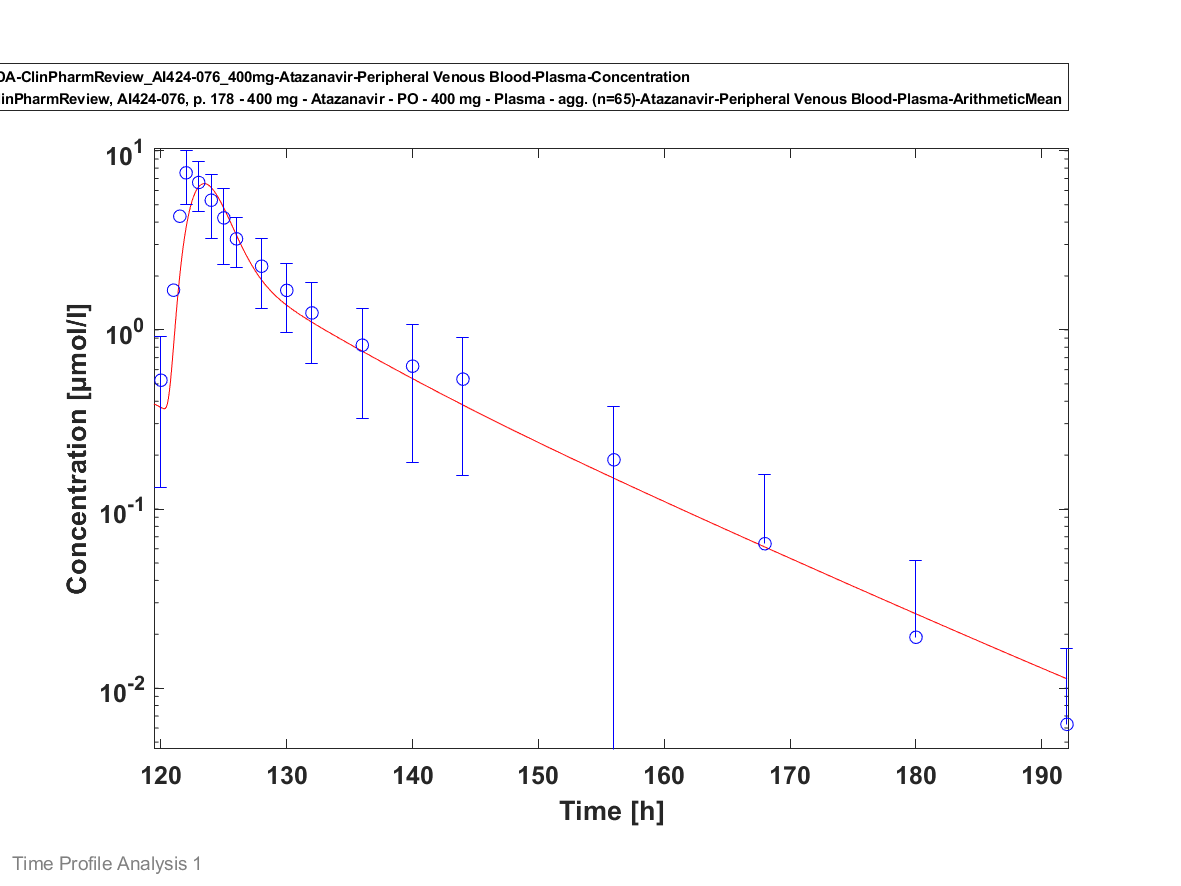 DA-ClinPharmReview_AI424-076_400mg-Atazanavir-Peripheral Venous Blood-Plasma-Concentration
linPharmReview, AI424-076, p. 178 - 400 mg - Atazanavir - PO - 400 mg - Plasma - agg. (n=65)-Atazanavir-Peripheral Venous Blood-Plasma-ArithmeticMean
10^1
10^0
10^-1
10^-2
Concentration [µmol/l]
120 130 140 150 160 170 180 190
Time [h]
Time Profile Analysis 1